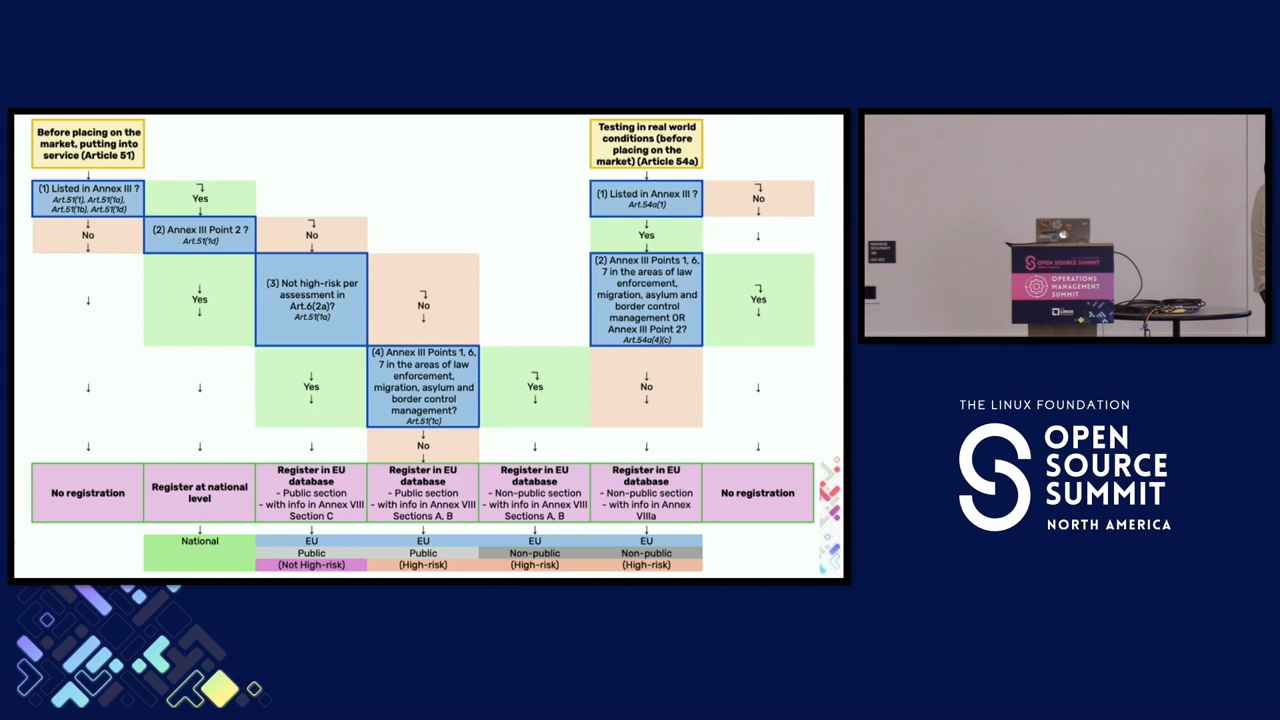 Before placing on the
market, putting into
service (Article 51)
Testing in real world
conditions (before
placing on the
market) (Article 54a)
(1) Listed in Annex III ?
Art.51(1), Art.51(1a),
Art.51(1b), Art.51(1d)
Yes
(1) Listed in Annex III ?
Art.54a(1)
No
No
(2) Annex III Point 2 ?
Art.51(1d)
No
Yes
Yes
(3) Not high-risk per
assessment in
Art.6(2a)?
Art.51(1a)
No
(2) Annex III Points 1, 6,
7 in the areas of law
enforcement,
migration, asylum and
border control
management OR
Annex III Point 2?
Art.54a(4)(c)
Yes
Yes
(4) Annex III Points 1, 6,
7 in the areas of law
enforcement,
migration, asylum and
border control
management?
Art.51(1c)
Yes
No
No
No registration
Register at national
level
Register in EU
database
- Public section
- with info in Annex VIII
Section C
Register in EU
database
- Public section
- with info in Annex VIII
Sections A, B
Register in EU
database
- Non-public section
- with info in Annex VIII
Sections A, B
Register in EU
database
- Non-public section
- with info in Annex
VIIIa
No registration
National
EU
Public
(Not High-risk)
EU
Public
(High-risk)
EU
Non-public
(High-risk)
EU
Non-public
(High-risk)
OPEN SOURCE SUMMIT
OPERATIONS
MANAGEMENT
SUMMIT
LINUX
THE LINUX FOUNDATION
OPEN
SOURCE
SUMMIT
NORTH AMERICA